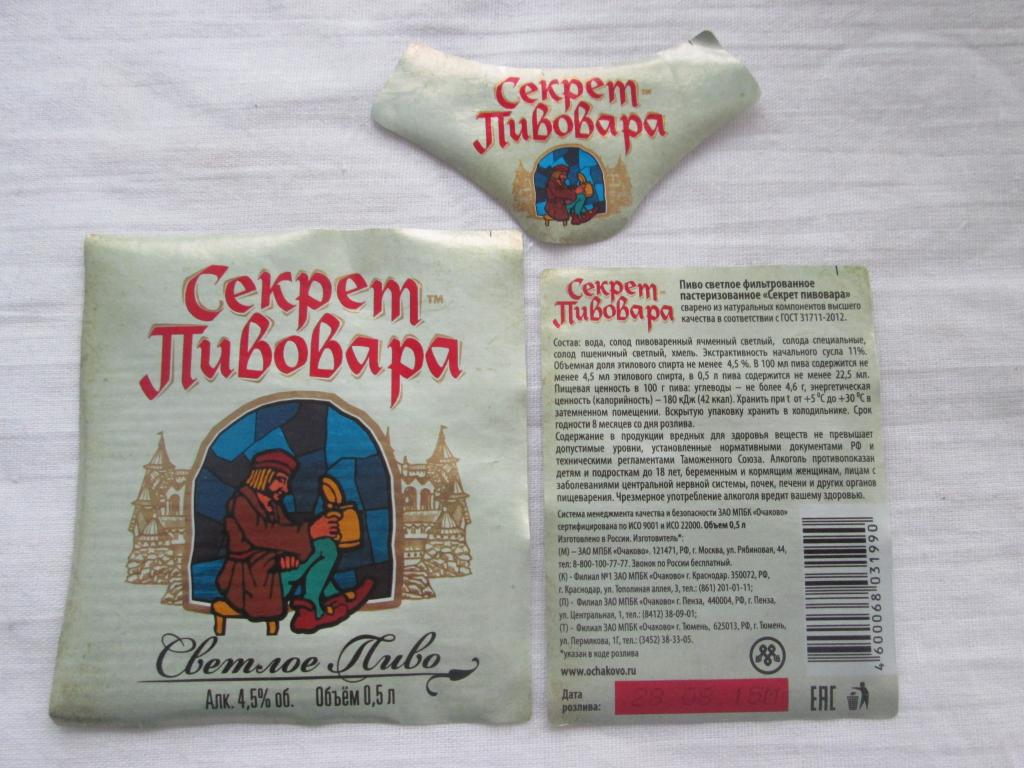 Секрет™
Пивовара
Секрет™
Пивовара
Светлое Пиво
Алк. 4,5% об. Объём 0,5 л
Секрет™
Пивовара
Пиво светлое фильтрованное
пастеризованное «Секрет пивовара»
сварено из натуральных компонентов высшего
качества в соответствии с ГОСТ 31711-2012.
Состав: вода, солод пивоваренный ячменный светлый, солода специальные,
солод пшеничный светлый, хмель. Экстрактивность начального сусла 11%.
Объемная доля этилового спирта не менее 4,5 %. В 100 мл пива содержится не
менее 4,5 мл этилового спирта, в 0,5 л пива содержится не менее 22,5 мл.
Пищевая ценность в 100 г пива: углеводы – не более 4,6 г, энергетическая
ценность (калорийность) – 180 кДж (42 ккал). Хранить при t от +5 °C до +30 °C в
затемненном помещении. Вскрытую упаковку хранить в холодильнике. Срок
годности 8 месяцев со дня розлива.
Содержание в продукции вредных для здоровья веществ не превышает
допустимые уровни, установленные нормативными документами РФ и
техническими регламентами Таможенного Союза. Алкоголь противопоказан
детям и подросткам до 18 лет, беременным и кормящим женщинам, лицам с
заболеваниями центральной нервной системы, почек, печени и других органов
пищеварения. Чрезмерное употребление алкоголя вредит вашему здоровью.
Система менеджмента качества и безопасности ЗАО МПБК «Очаково»
сертифицирована по ИСО 9001 и ИСО 22000. Объем 0,5 л
Изготовлено в России. Изготовитель*:
(М) – ЗАО МПБК «Очаково». 121471, РФ, г. Москва, ул. Рябиновая, 44,
тел: 8-800-100-77-77. Звонок по России бесплатный.
(К) - Филиал №1 ЗАО МПБК «Очаково» г. Краснодар. 350072, РФ,
г. Краснодар, ул. Тополиная аллея, 3, тел.: (861) 201-01-11;
(П) - Филиал ЗАО МПБК «Очаково» г. Пенза, 440004, РФ, г. Пенза,
ул. Центральная, 1, тел.: (8412) 38-09-01;
(Т) - Филиал ЗАО МПБК «Очаково» г. Тюмень, 625013, РФ, г. Тюмень,
ул. Пермякова, 1Г, тел.: (3452) 38-33-05.
*указан в коде розлива
www.ochakovo.ru
4 600068 031990
Дата
розлива:
28.08.15М
EAC